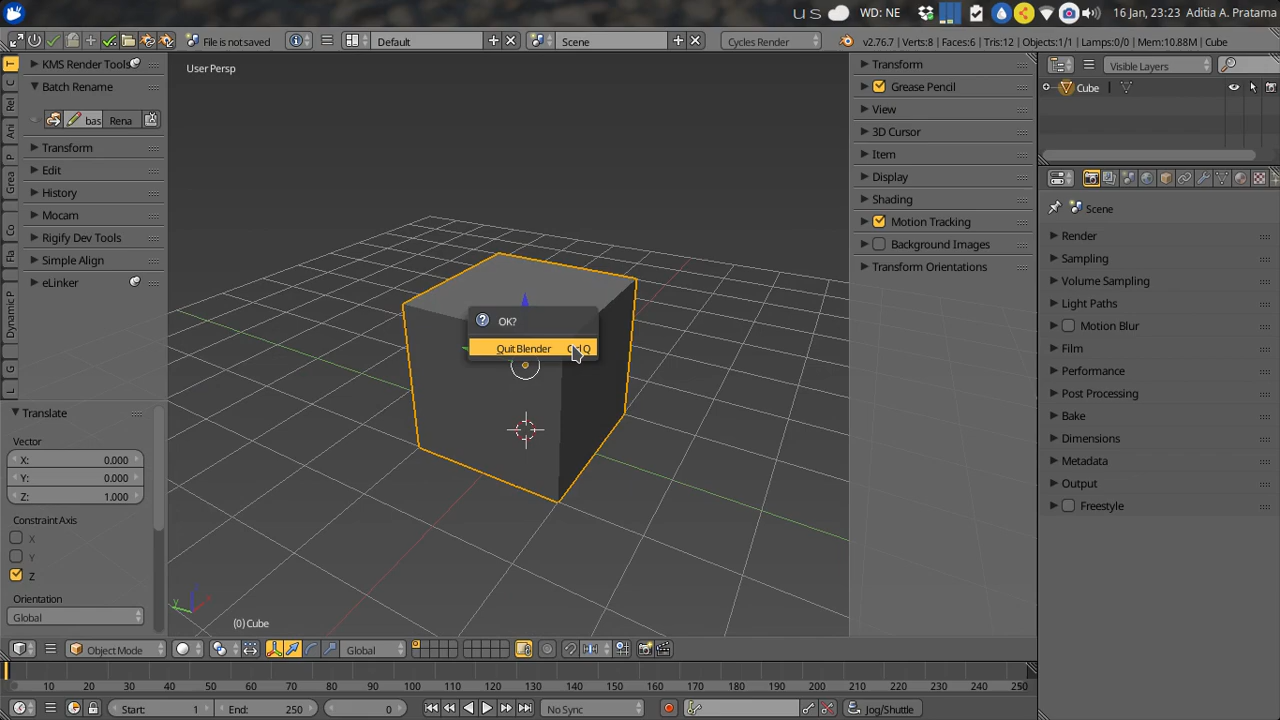 US
WD: NE
16 Jan, 23:23
Aditia A. Pratama
File is not saved
Default
Scene
Cycles Render
v2.76.7 | Verts:8 | Faces:6 | Tris:12 | Objects:1/1 | Lamps:0/0 | Mem:10.88M | Cube
T
C
Rel
Ani
P
Grea
Co
Fla
Dynamic P
G
L
KMS Render Tools
Batch Rename
bas
Rena
Transform
Edit
History
Mocam
Rigify Dev Tools
Simple Align
eLinker
Translate
Vector
X: 0.000
Y: 0.000
Z: 1.000
Constraint Axis
X
Y
Z
Orientation
Global
User Persp
OK?
Quit Blender
y
(0) Cube
Transform
Grease Pencil
View
3D Cursor
Item
Display
Shading
Motion Tracking
Background Images
Transform Orientations
Visible Layers
Cube
Scene
Render
Sampling
Volume Sampling
Light Paths
Motion Blur
Film
Performance
Post Processing
Bake
Dimensions
Metadata
Output
Freestyle
Object Mode
Global
10 20 30 40 50 60 70 80 90 100 110 120 130 140 150 160 170 180 190 200 210 220 230 240 250
Start: 1
End: 250
0
No Sync
Jog/Shuttle